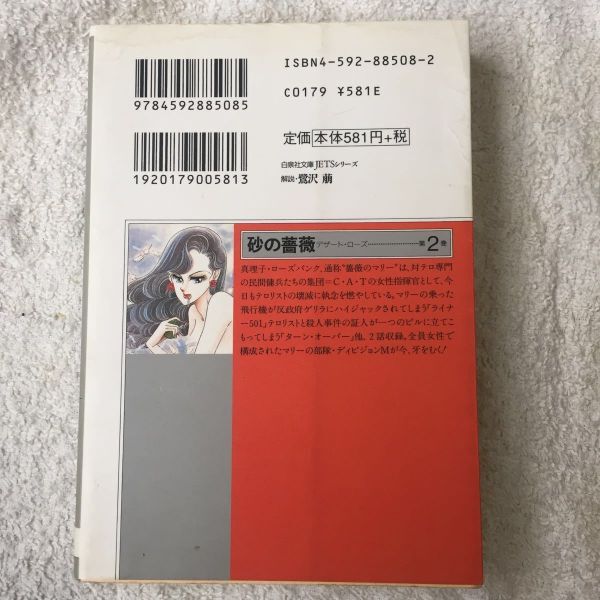 ISBN4-592-88508-2
9784592885085
C0179 ¥581E
定価 本体581円+税
1920179005813
白泉社文庫JETSシリーズ
解説・鷺沢 萠
砂の薔薇 デザート・ローズ 第2巻
真理子・ローズバンク、通称“薔薇のマリー”は、対テロ専門
の民間傭兵たちの集団=C・A・Tの女性指揮官として、今
日もテロリストの壊滅に執念を燃やしている。マリーの乗った
飛行機が反政府ゲリラにハイジャックされてしまう「ライナ
ー501」テロリストと殺人事件の証人が一つのビルに立てこ
もってしまう「ターン・オーバー」他、2話収録。全員女性で
構成されたマリーの部隊・ディビジョンMが今、牙をむく!